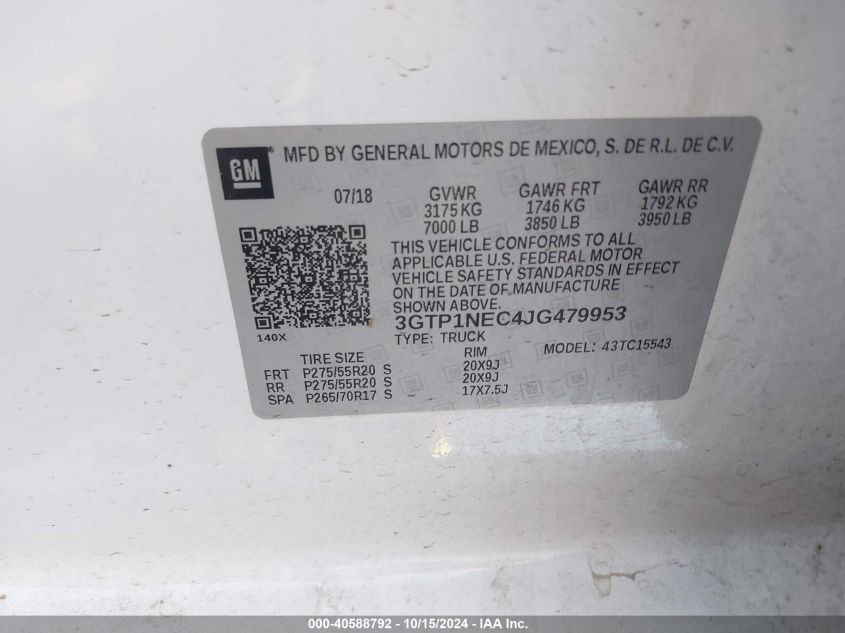 GM® MFD BY GENERAL MOTORS DE MEXICO, S. DE R.L. DE C.V.
07/18 GVWR GAWR FRT GAWR RR
3175 KG 1746 KG 1792 KG
7000 LB 3850 LB 3950 LB
THIS VEHICLE CONFORMS TO ALL
APPLICABLE U.S. FEDERAL MOTOR
VEHICLE SAFETY STANDARDS IN EFFECT
ON THE DATE OF MANUFACTURE
SHOWN ABOVE.
3GTP1NEC4JG479953
140X TYPE: TRUCK MODEL: 43TC15543
TIRE SIZE RIM
FRT P275/55R20 S 20X9J
RR P275/55R20 S 20X9J
SPA P265/70R17 S 17X7.5J
000-40588792 - 10/15/2024 - IAA Inc.